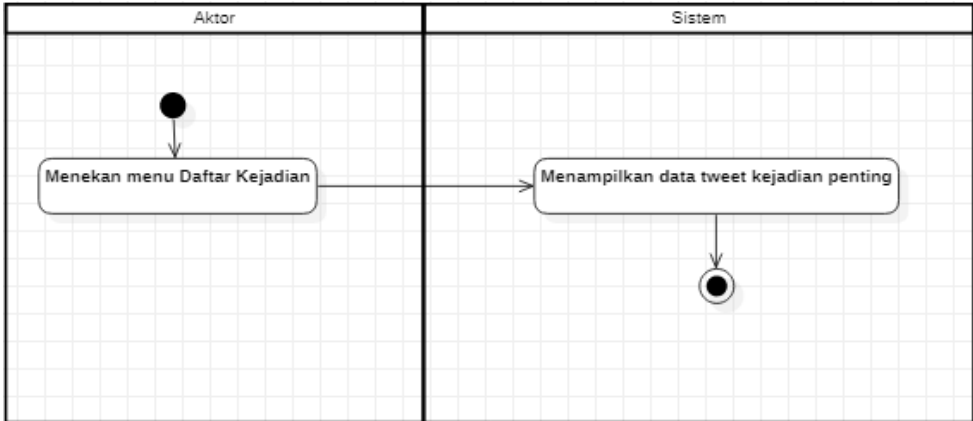 Aktor
Sistem
Menekan menu Daftar Kejadian
Menampilkan data tweet kejadian penting